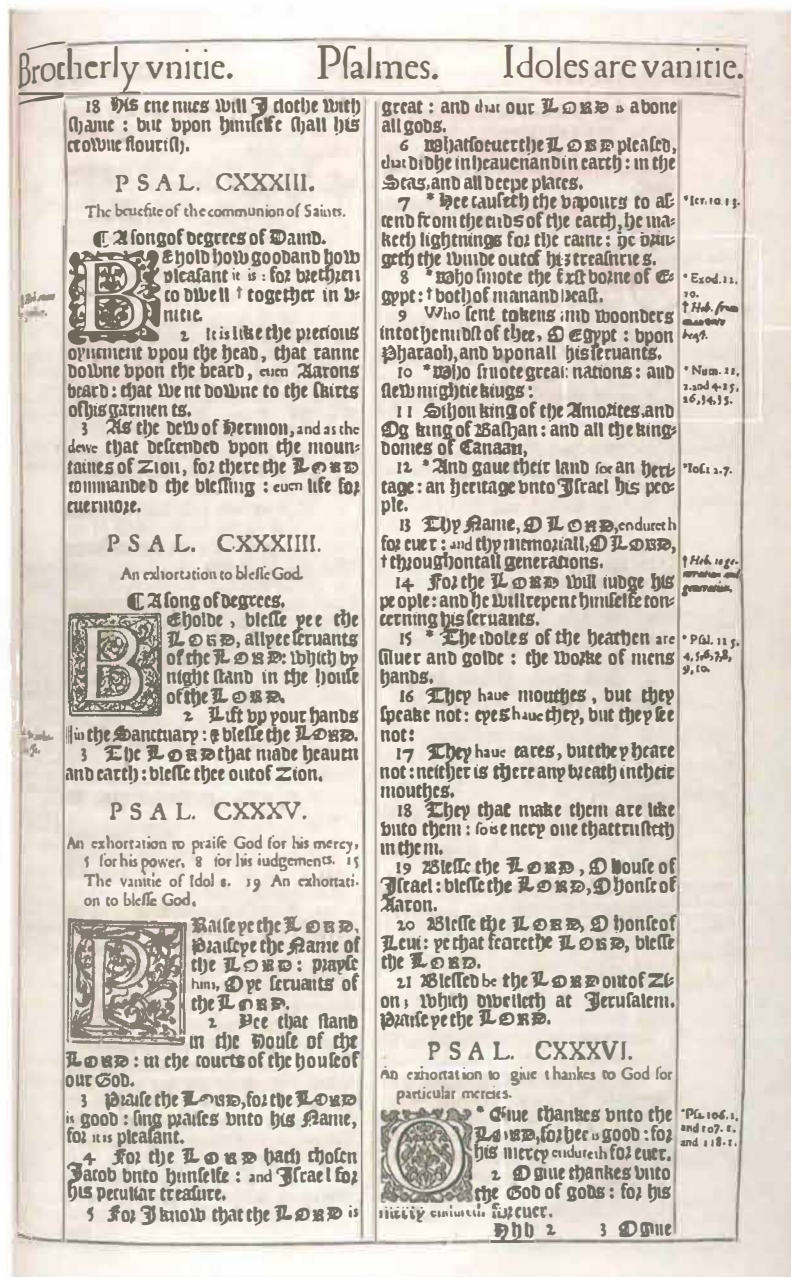 Brotherly vnitie. Psalmes. Idoles are vanitie.
18 His enemies will I clothe with
shame : but vpon himselfe shall his
crowne flourish.
PSAL. CXXXIII.
The benefite of the communion of Saints.
¶ A song of degrees of Dauid.
BEhold how good and how
pleasant it is : for brethren
to dwell † together in v-
nitie.
2 It is like the precious
oyntment vpon the head, that ranne
downe vpon the beard, euen Aarons
beard : that went downe to the skirts
of his garments.
3 As the dew of Hermon, and as the
dewe that descended vpon the moun-
taines of Zion, for there the LORD
commanded the blessing : euen life for
euermore.
PSAL. CXXXIIII.
An exhortation to blesse God.
¶ A song of degrees.
BEholde, blesse yee the
LORD, all yee seruants
of the LORD: which by
night stand in the house
of the LORD.
2 Lift vp your hands
|| in the Sanctuary : & blesse the LORD.
3 The LORD that made heauen
and earth : blesse thee out of Zion.
PSAL. CXXXV.
An exhortation to praise God for his mercy,
5 for his power, 8 for his iudgements. 15
The vanitie of Idols. 19 An exhortati-
on to blesse God.
PRaise ye the LORD,
Praise ye the Name of
the LORD : prayse
him, O ye seruants of
the LORD.
2 Yee that stand
in the House of the
LORD : in the courts of the house of
our God.
3 Praise the LORD, for the LORD
is good : sing praises vnto his Name,
for it is pleasant.
4 For the LORD hath chosen
Jacob vnto himselfe : and Israel for
his peculiar treasure.
5 For I know that the LORD is
great : and that our LORD is aboue
all gods.
6 Whatsoeuer the LORD pleased,
that did he in heauen and in earth : in the
Seas, and all deepe places.
7 * Hee causeth the vapours to as-
cend from the ends of the earth, he ma-
keth lightnings for the raine : he brin-
geth the winde out of his treasuries.
8 * Who smote the first borne of E-
gypt : † both of man and beast.
9 Who sent tokens and woonders
into the midst of thee, O Egypt : vpon
Pharaoh, and vpon all his seruants.
10 * Who smote great nations : and
slew mightie kings :
11 Sihon king of the Amorites, and
Og king of Bashan : and all the king-
domes of Canaan,
12 * And gaue their land for an heri-
tage : an heritage vnto Israel his peo-
ple.
13 Thy Name, O LORD, endureth
for euer : and thy memoriall, O LORD,
† throughout all generations.
14 For the LORD will iudge his
people : and he will repent himselfe con-
cerning his seruants.
15 * The idoles of the heathen are
siluer and golde : the worke of mens
hands.
16 They haue mouthes, but they
speake not : eyes haue they, but they see
not :
17 They haue eares, but they heare
not : neither is there any breath in their
mouthes.
18 They that make them are like
vnto them : so is euery one that trusteth
in them.
19 Blesse the LORD, O house of
Israel : blesse the LORD, O house of
Aaron.
20 Blesse the LORD, O house of
Leui : ye that feare the LORD, blesse
the LORD.
21 Blessed be the LORD out of Zi-
on ; which dwelleth at Jerusalem.
Praise ye the LORD.
PSAL. CXXXVI.
An exhortation to giue thankes to God for
particular mercies.
O * Giue thankes vnto the
LORD, for hee is good : for
his mercy endureth for euer.
2 O giue thankes vnto
the God of gods : for his
mercy endureth for euer.
Hhh 2 3 O giue
* Ier. 10. 13.
* Exod. 12,
† Heb. from
* Num. 21,
26, 34, 35.
* Ios. 12. 7.
† Heb. to ge-
neration and
generation.
* Psal. 115.
4,5,6,7,8,
9, 10.
* Psa. 106. 1.
and 107. 1.
and 118. 1.